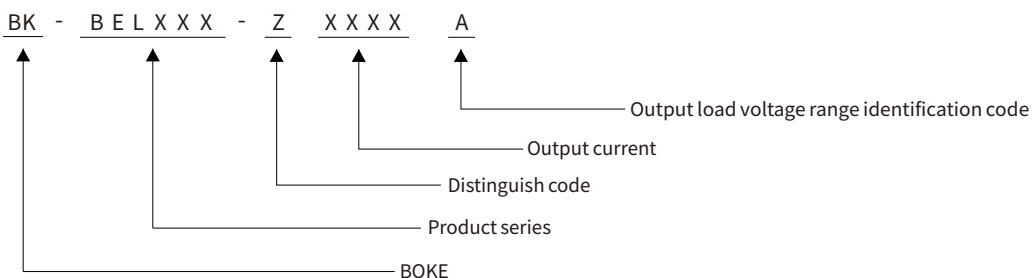 BK - BELXXX - Z XXXX A
Output load voltage range identification code
Output current
Distinguish code
Product series
BOKE